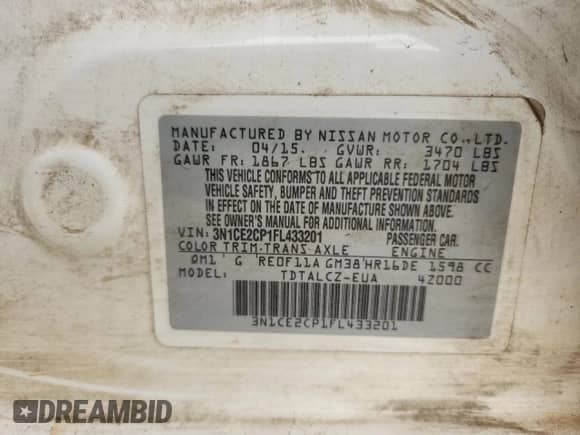 MANUFACTURED BY NISSAN MOTOR CO.,LTD.
DATE: 04/15. GVWR: 3470 LBS
GAWR FR: 1867 LBS GAWR RR: 1704 LBS
THIS VEHICLE CONFORMS TO ALL APPLICABLE FEDERAL MOTOR
VEHICLE SAFETY, BUMPER AND THEFT PREVENTION STANDARDS
IN EFFECT ON THE DATE OF MANUFACTURE SHOWN ABOVE.
SEE OWNER'S MANUAL FOR ADDITIONAL INFORMATION.
VIN: 3N1CE2CP1FL433201 PASSENGER CAR.
COLOR TRIM-TRANS AXLE ENGINE
QM1 G RE0F11A GM38 HR16DE 1598 CC
MODEL: TDTALCZ-EUA 42000
3N1CE2CP1FL433201
DREAMBID